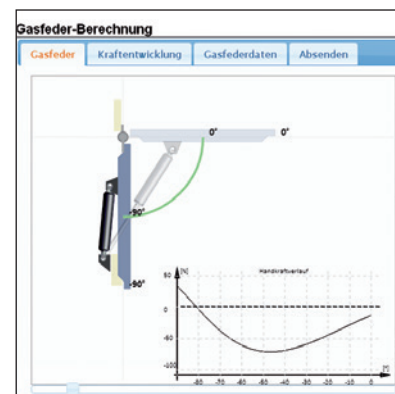 Gasfeder-Berechnung
Gasfeder Kraftentwicklung Gasfederdaten Absenden
0° 0°
-90°
-90°
[N] Handkraftverlauf
50
0
-50
-100
-80 -70 -60 -50 -40 -30 -20 -10 0